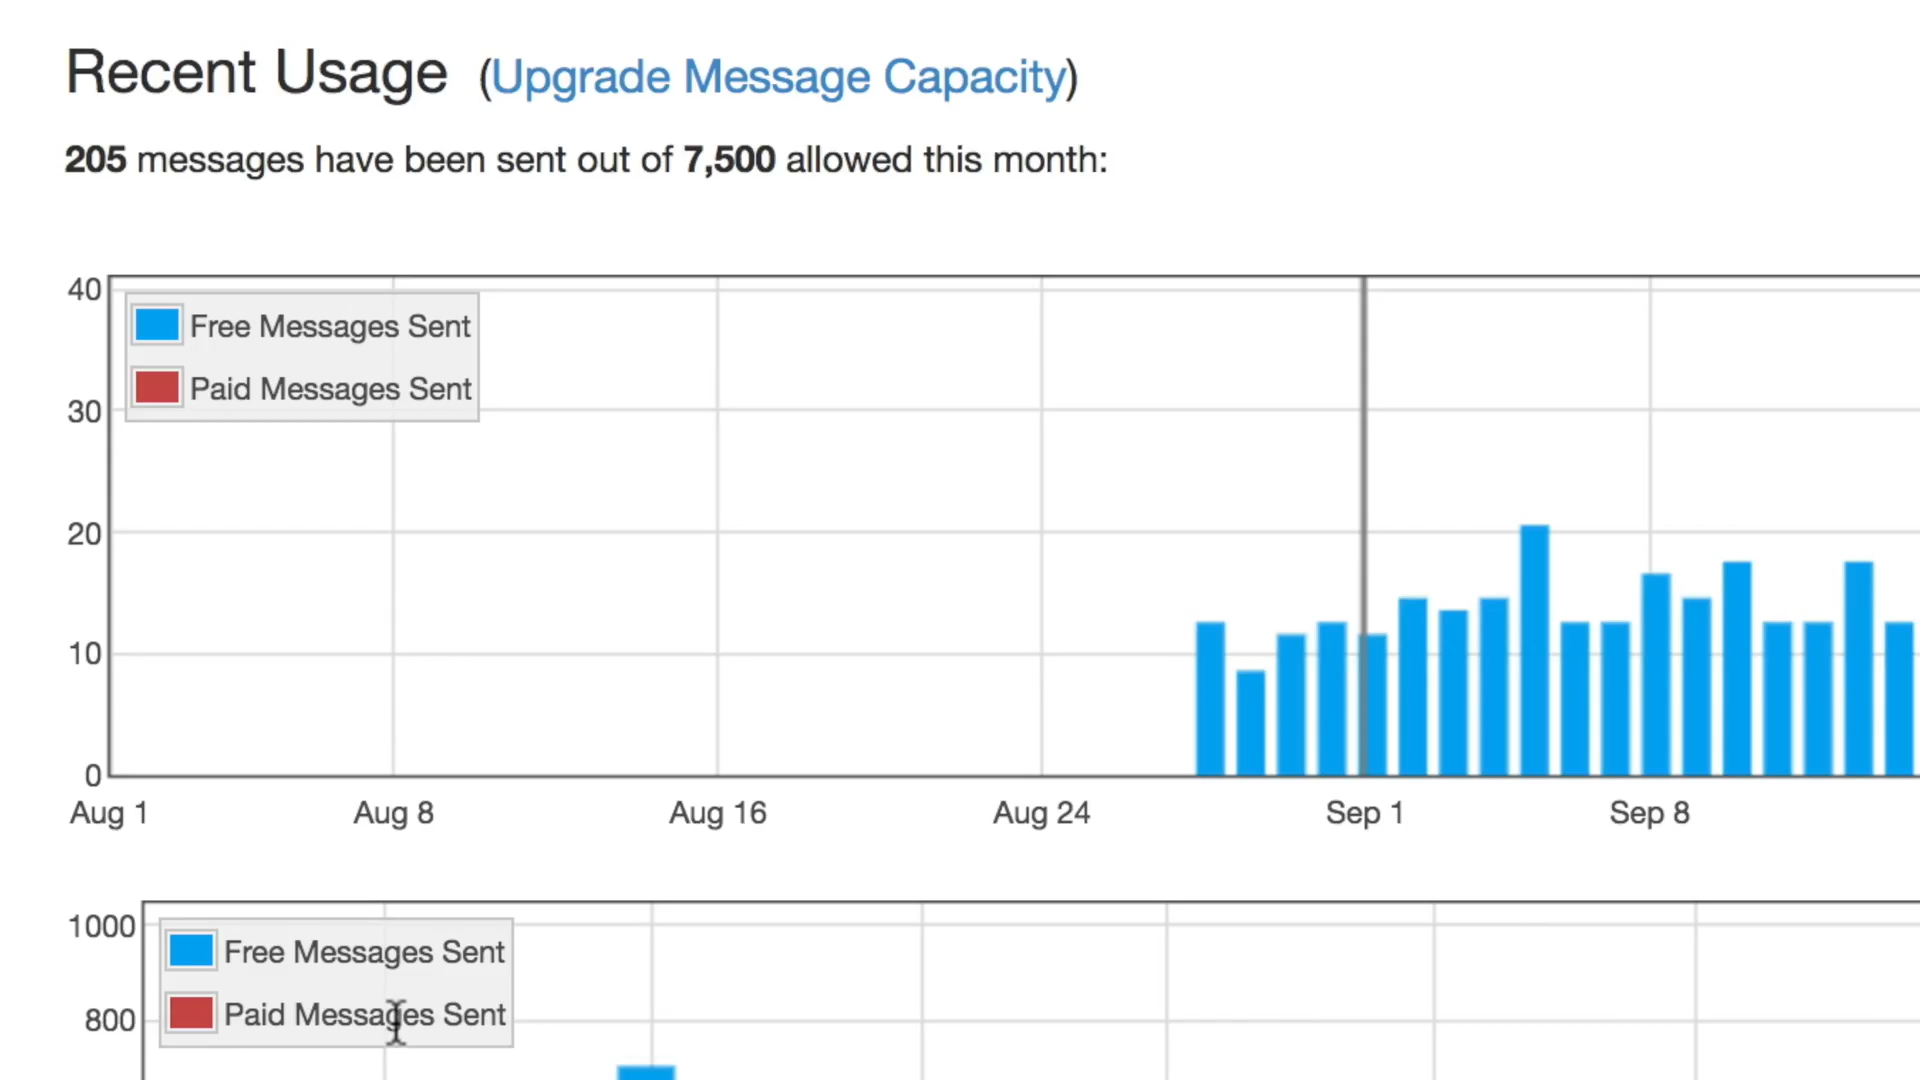 Recent Usage (Upgrade Message Capacity)
205 messages have been sent out of 7,500 allowed this month:
40
Free Messages Sent
Paid Messages Sent
30
20
10
0
Aug 1 Aug 8 Aug 16 Aug 24 Sep 1 Sep 8
1000
Free Messages Sent
Paid Messages Sent
800